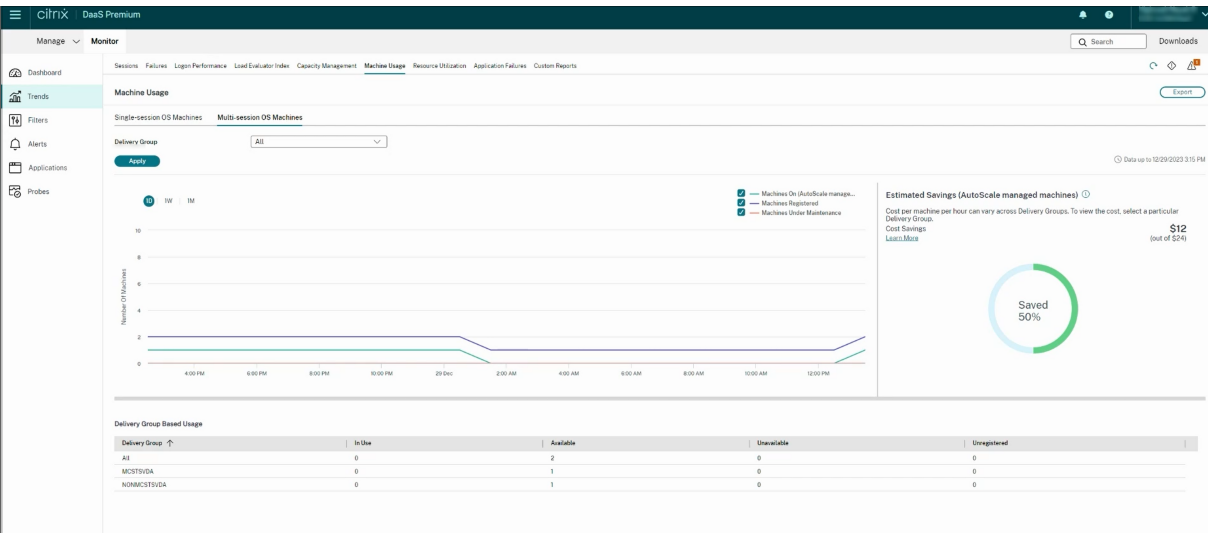 citrix | DaaS Premium
Manage Monitor Search Downloads
Dashboard
Trends
Filters
Alerts
Applications
Probes
Sessions Failures Logon Performance Load Evaluator Index Capacity Management Machine Usage Resource Utilization Application Failures Custom Reports
Machine Usage Export
Single-session OS Machines Multi-session OS Machines
Delivery Group All
Apply
Data up to 12/29/2023 3:15 PM
1D 1W 1M
Machines On (AutoScale manage...
Machines Registered
Machines Under Maintenance
10
8
6
4
2
0
Number Of Machines
4:00 PM 6:00 PM 8:00 PM 10:00 PM 29 Dec 2:00 AM 4:00 AM 6:00 AM 8:00 AM 10:00 AM 12:00 PM
Estimated Savings (AutoScale managed machines)
Cost per machine per hour can vary across Delivery Groups. To view the cost, select a particular
Delivery Group.
Cost Savings $12
Learn More (out of $24)
Saved
50%
Delivery Group Based Usage
Delivery Group In Use Available Unavailable Unregistered
All 0 2 0 0
MCSTSVDA 0 1 0 0
NONMCSTSVDA 0 1 0 0